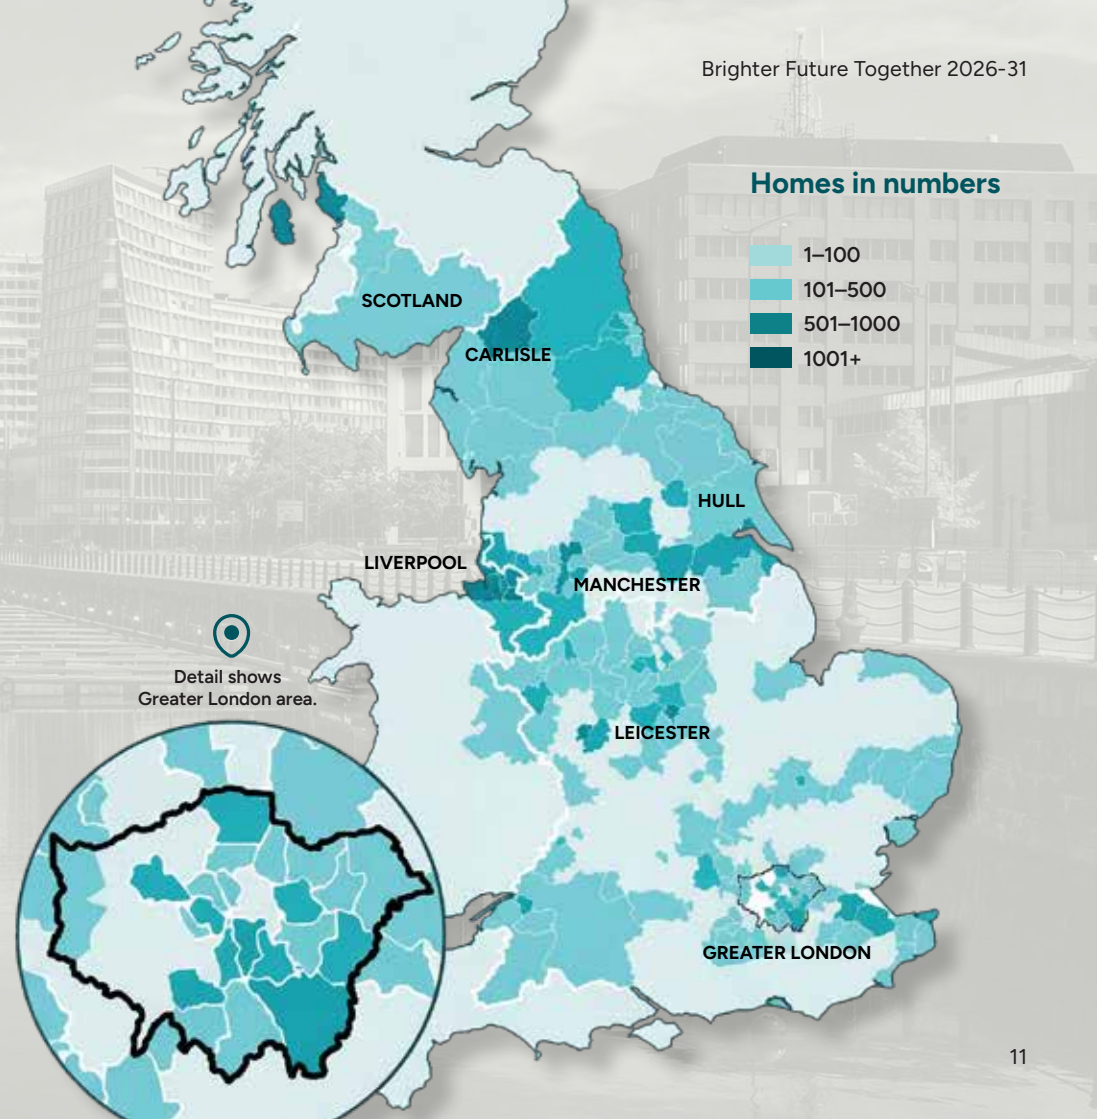 Brighter Future Together 2026-31
Homes in numbers
1–100
101–500
501–1000
1001+
SCOTLAND
CARLISLE
HULL
LIVERPOOL
MANCHESTER
Detail shows
Greater London area.
LEICESTER
GREATER LONDON
11